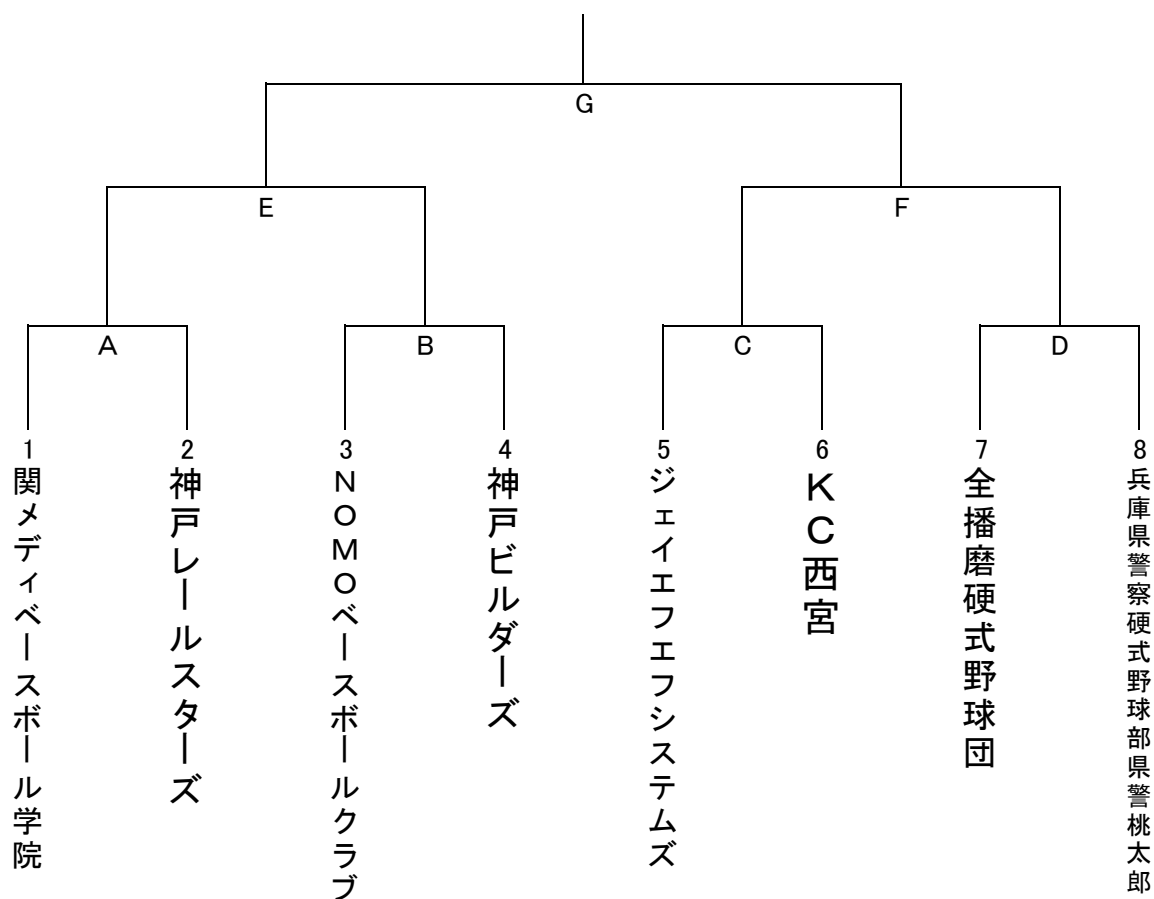 G
E
F
A
B
C
D
1
2
3
4
5
6
7
8
関メディベースボール学院
神戸レールスターズ
NOMOベースボールクラブ
神戸ビルダーズ
ジェイエフエフシステムズ
KC西宮
全播磨硬式野球団
兵庫県警察硬式野球部県警桃太郎